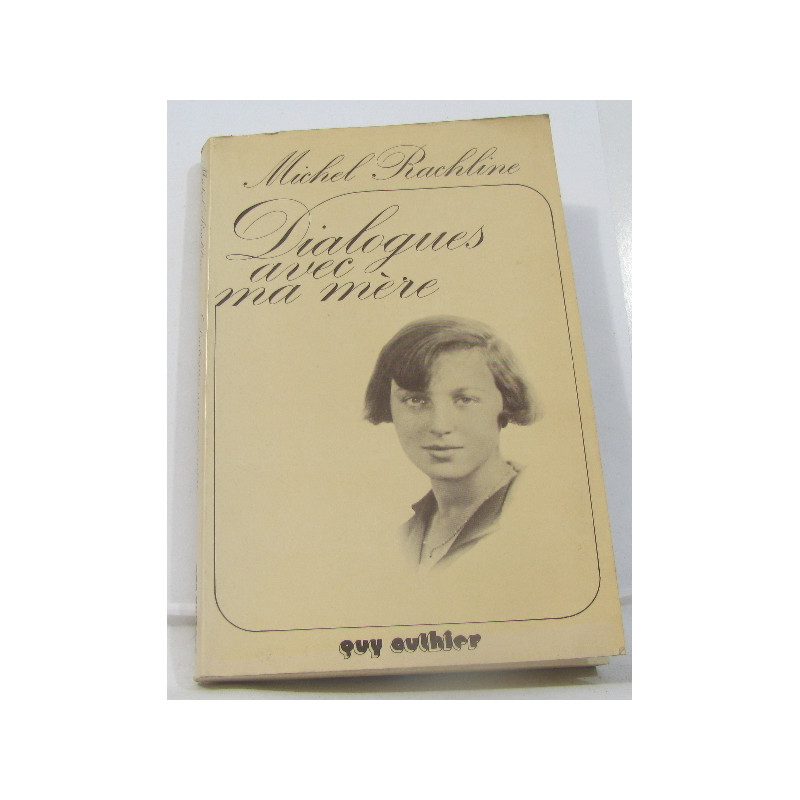 Michel Rachline
Dialogues
avec
ma mère
guy authier